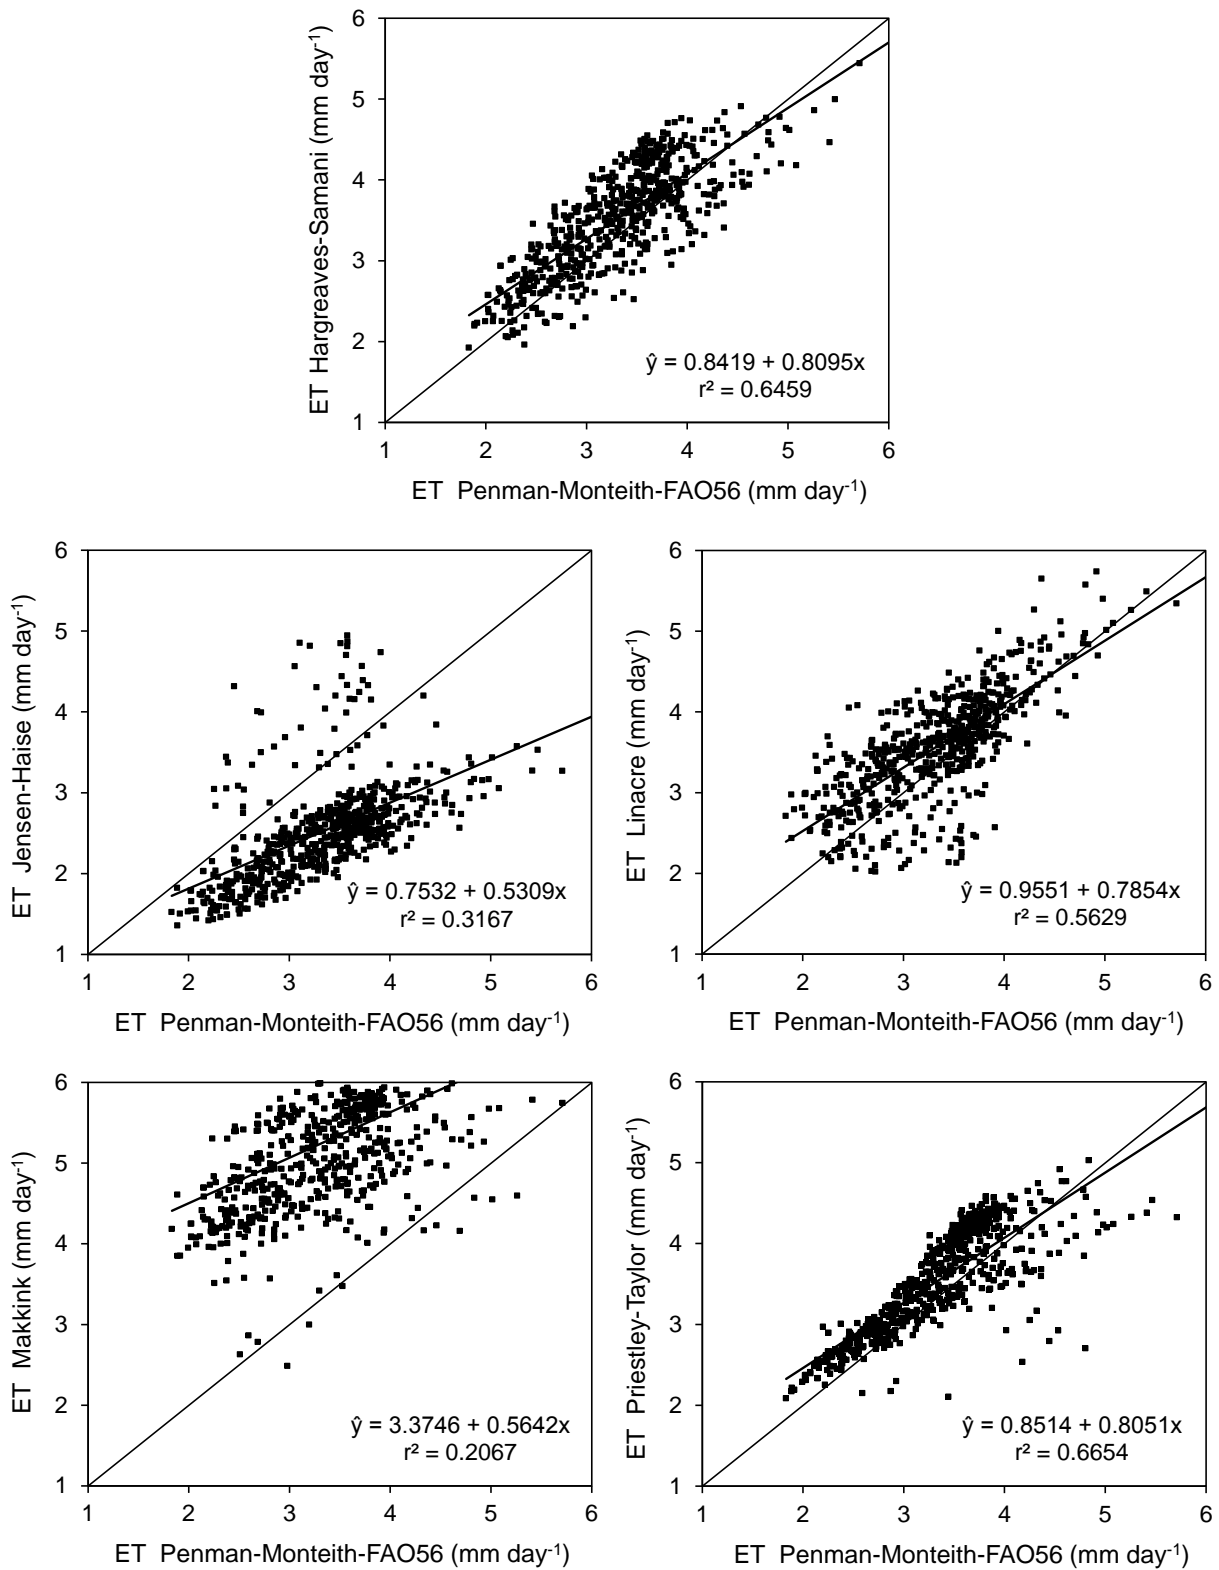 ET Hargreaves-Samani (mm day-1)
6
5
4
3
2
1
ŷ = 0.8419 + 0.8095x
r² = 0.6459
1 2 3 4 5 6
ET Penman-Monteith-FAO56 (mm day-1)
ET Jensen-Haise (mm day-1)
6
5
4
3
2
1
ŷ = 0.7532 + 0.5309x
r² = 0.3167
1 2 3 4 5 6
ET Penman-Monteith-FAO56 (mm day-1)
ET Linacre (mm day-1)
6
5
4
3
2
1
ŷ = 0.9551 + 0.7854x
r² = 0.5629
1 2 3 4 5 6
ET Penman-Monteith-FAO56 (mm day-1)
ET Makkink (mm day-1)
6
5
4
3
2
1
ŷ = 3.3746 + 0.5642x
r² = 0.2067
1 2 3 4 5 6
ET Penman-Monteith-FAO56 (mm day-1)
ET Priestley-Taylor (mm day-1)
6
5
4
3
2
1
ŷ = 0.8514 + 0.8051x
r² = 0.6654
1 2 3 4 5 6
ET Penman-Monteith-FAO56 (mm day-1)